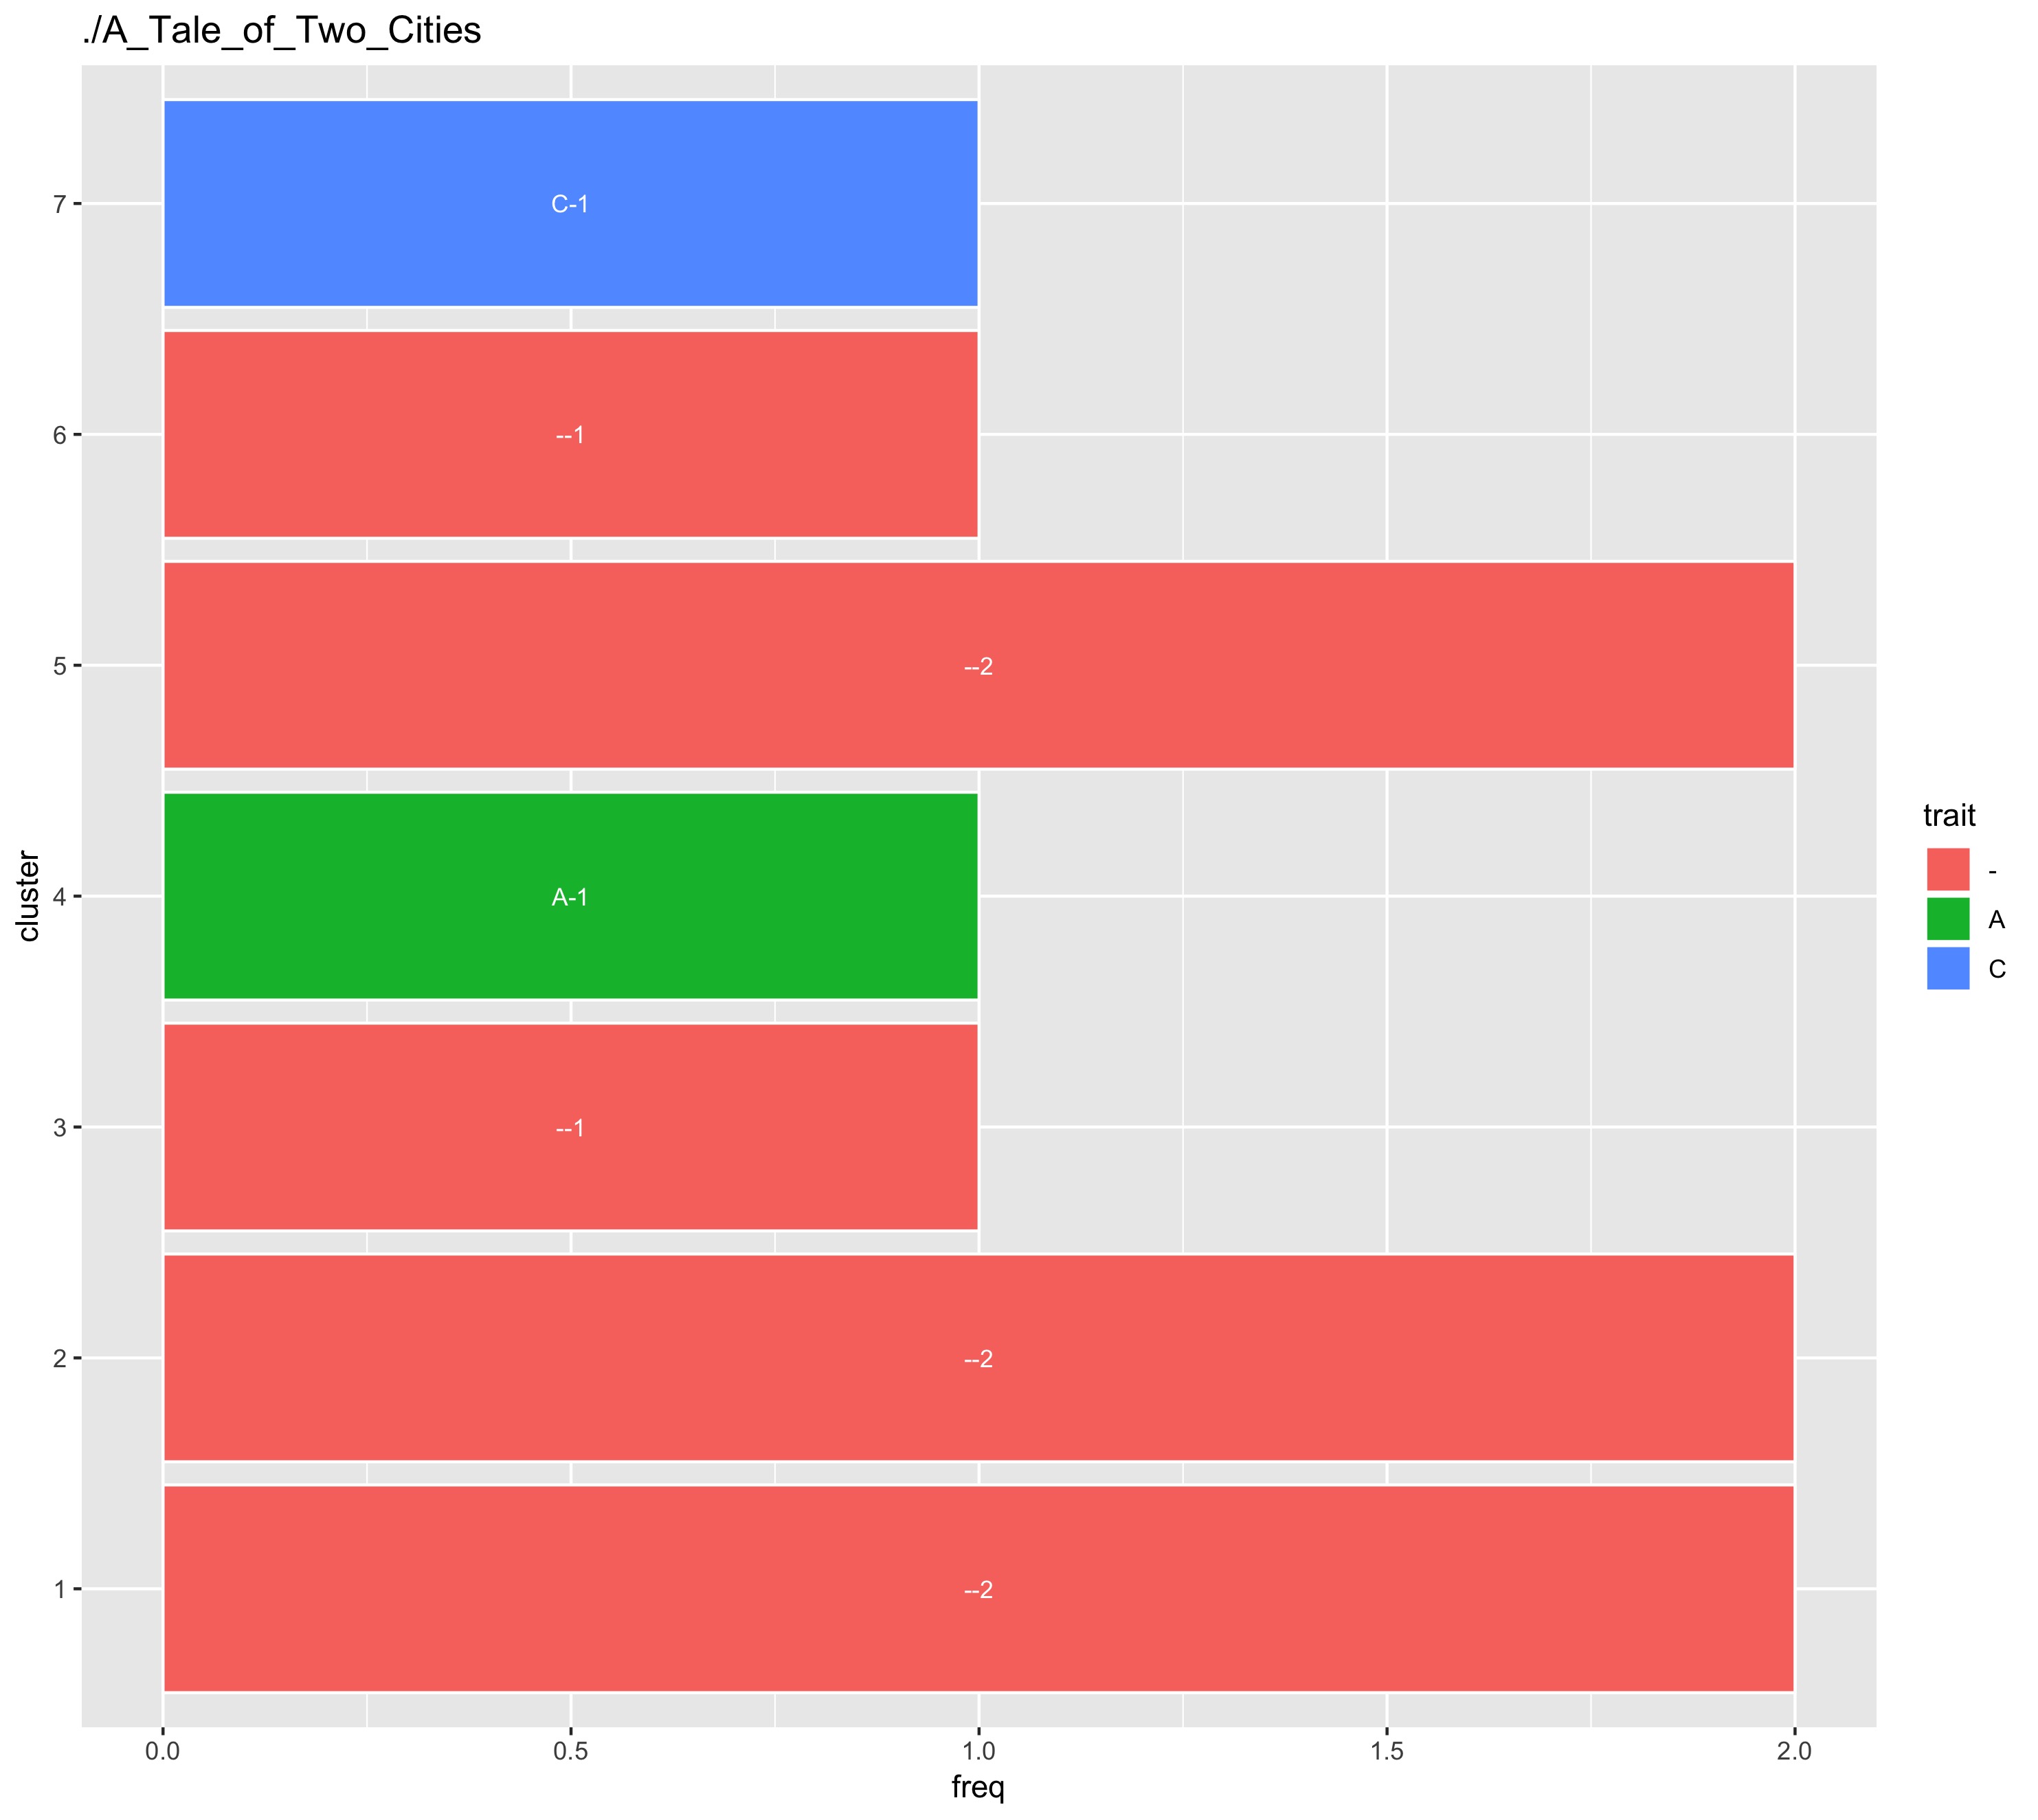 ./A_Tale_of_Two_Cities
7
C-1
6
--1
5
--2
4
A-1
3
--1
2
--2
1
--2
cluster
0.0 0.5 1.0 1.5 2.0
freq
trait
-
A
C